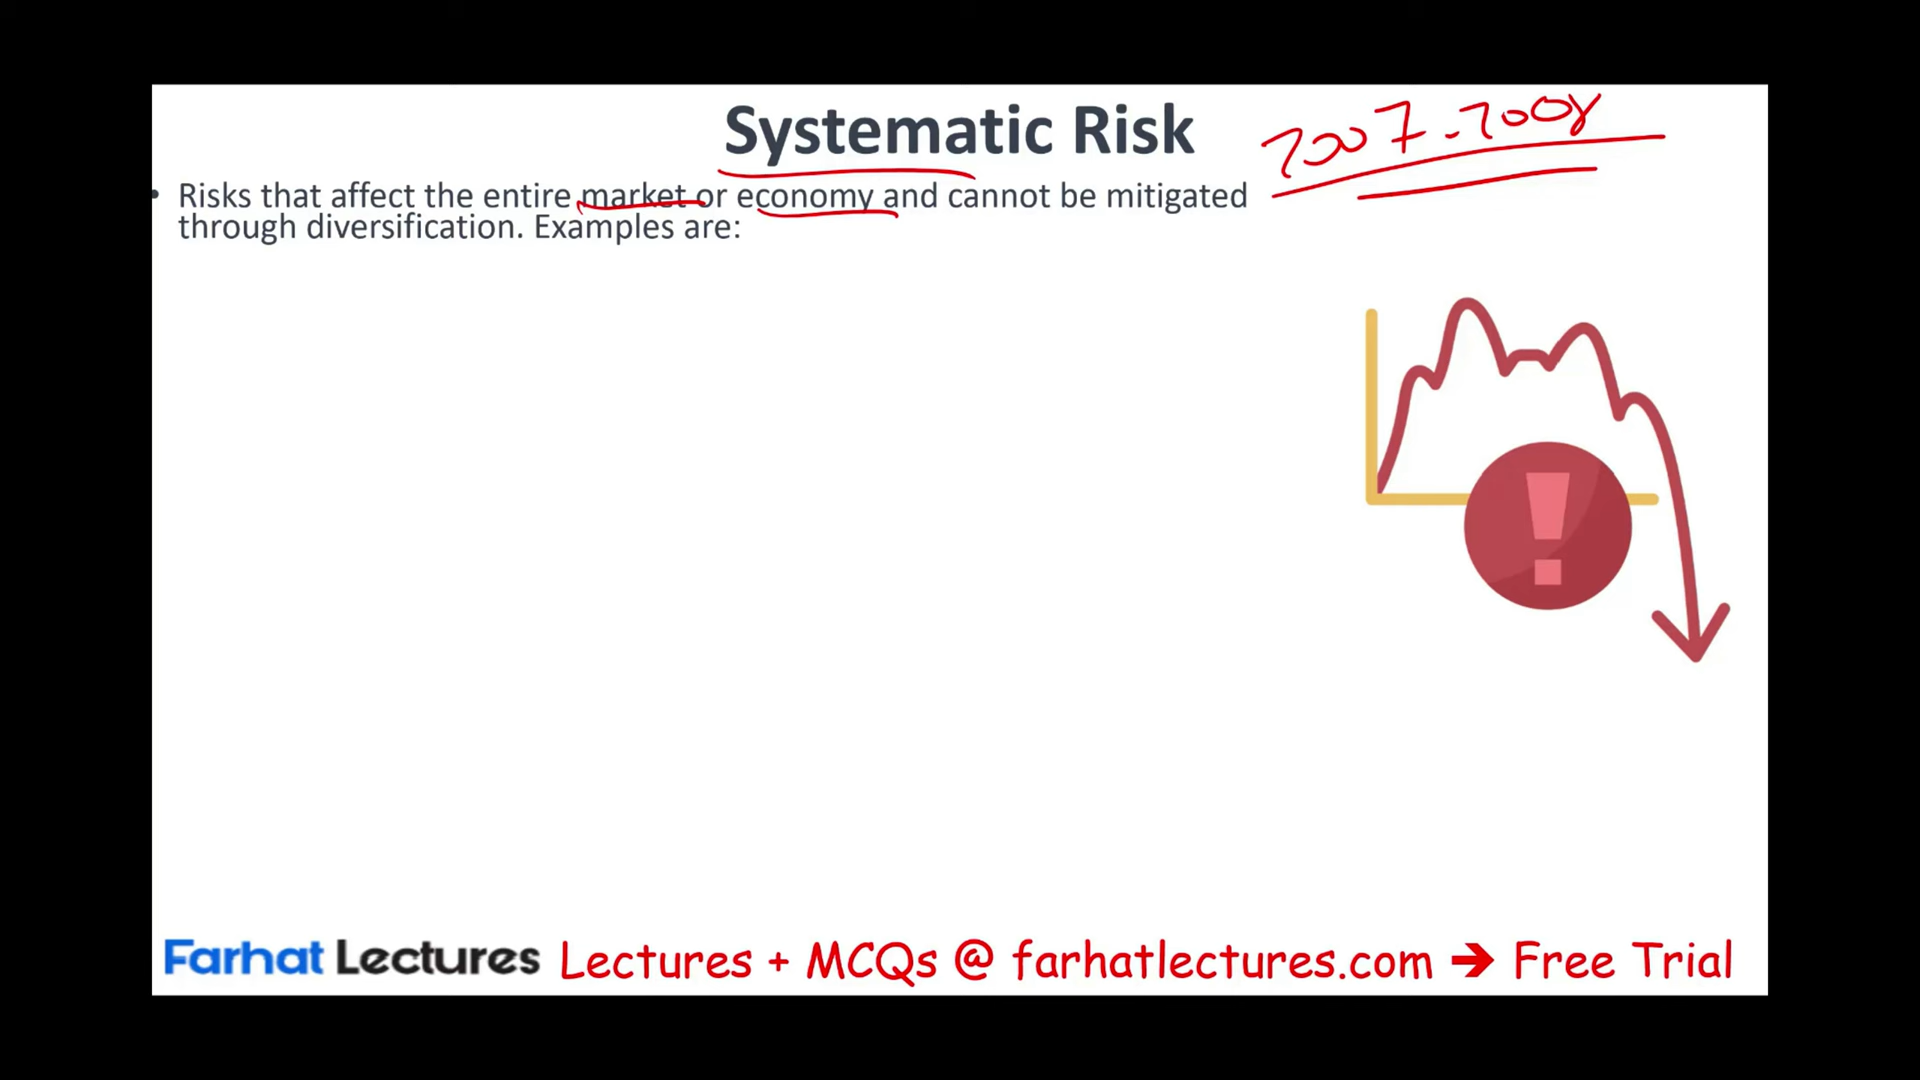 Systematic Risk
2007-2008
• Risks that affect the entire market or economy and cannot be mitigated
through diversification. Examples are:
!
Farhat Lectures Lectures + MCQs @ farhatlectures.com ➔ Free Trial